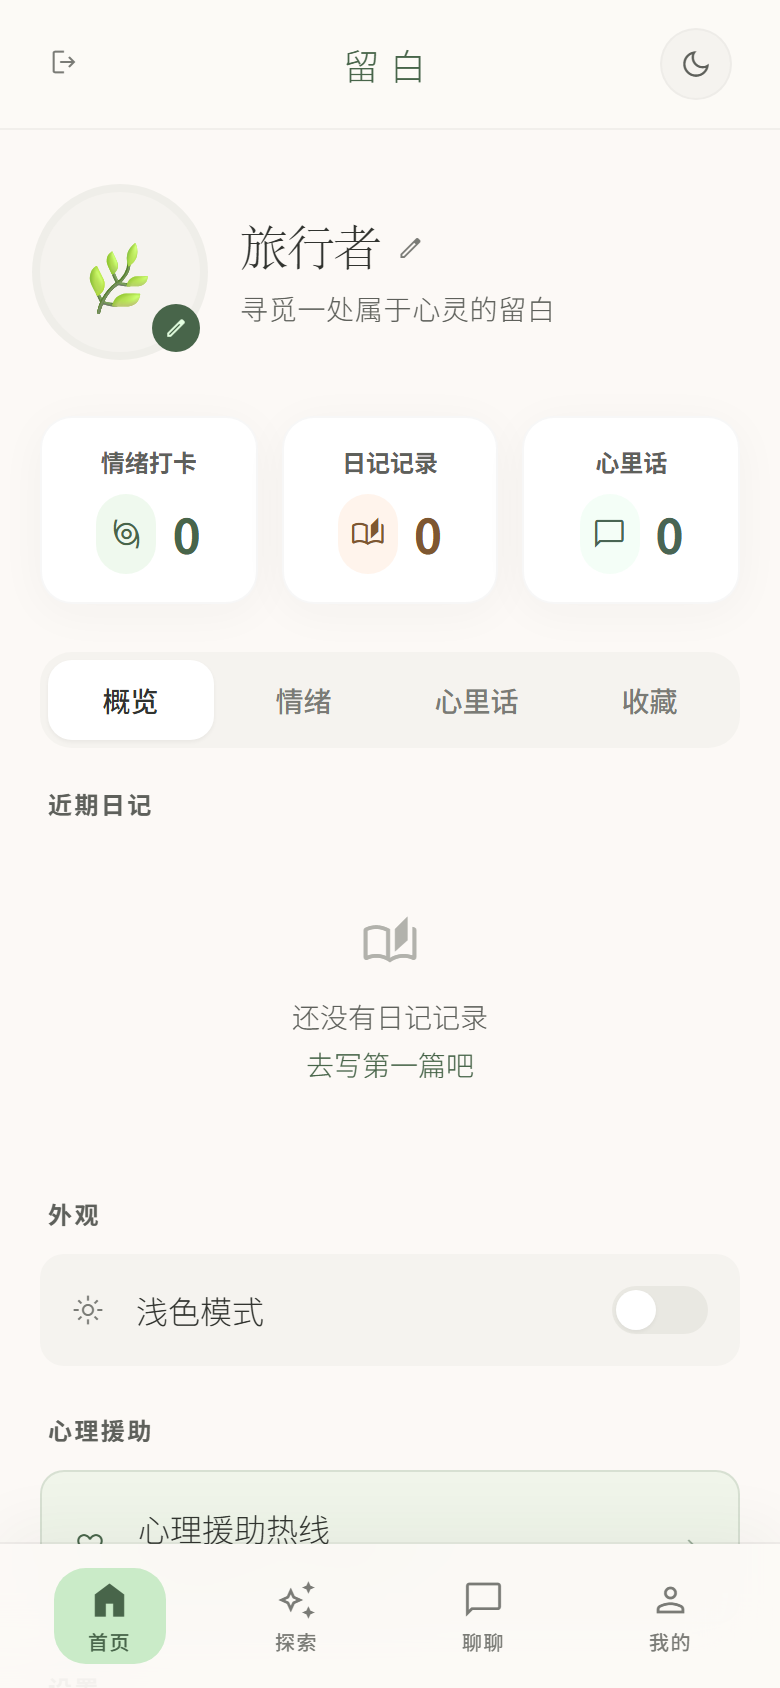 留白
旅行者
寻觅一处属于心灵的留白
情绪打卡
日记记录
心里话
0
0
0
概览
情绪
心里话
收藏
近期日记
还没有日记记录
去写第一篇吧
外观
浅色模式
心理援助
心理援助热线
首页
探索
聊聊
我的